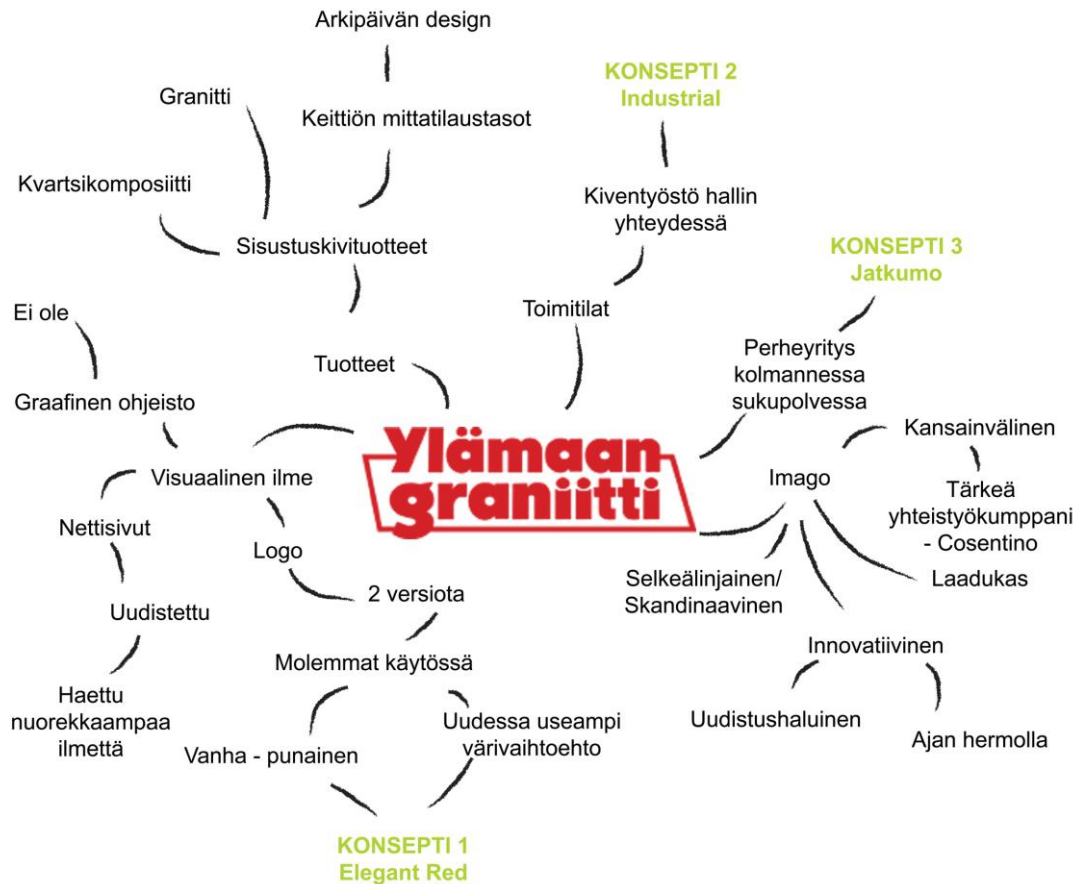 Arkipäivän design
KONSEPTI 2
Industrial
Granitti
Keittiön mittatilaustasot
Kvartsikomposiitti
Kiventyöstö hallin
yhteydessä
Sisustuskivituotteet
KONSEPTI 3
Jatkumo
Ei ole
Toimitilat
Tuotteet
Perheyritys
kolmannessa
sukupolvessa
Graafinen ohjeisto
Kansainvälinen
Ylämaan
graniitti
Visuaalinen ilme
Imago
Tärkeä
yhteistyökumppani
- Cosentino
Nettisivut
Logo
Selkeälinjainen/
Skandinaavinen
Laadukas
2 versiota
Uudistettu
Innovatiivinen
Molemmat käytössä
Haettu
nuorekkaampaa
ilmettä
Uudessa useampi
värivaihtoehto
Uudistushaluinen
Ajan hermolla
Vanha - punainen
KONSEPTI 1
Elegant Red